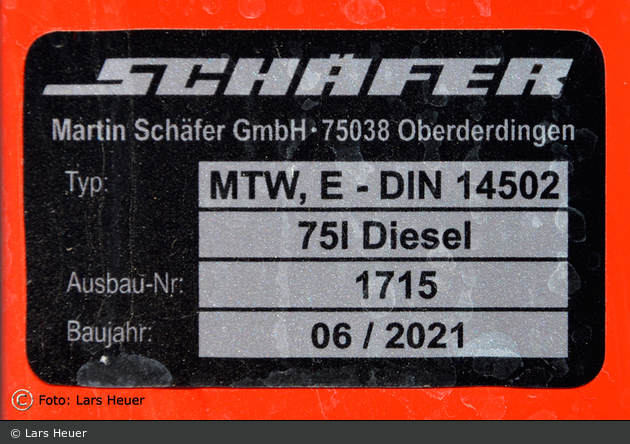 SCHÄFER
Martin Schäfer GmbH · 75038 Oberderdingen
Typ: MTW, E - DIN 14502
75l Diesel
Ausbau-Nr: 1715
Baujahr: 06 / 2021
© Foto: Lars Heuer
© Lars Heuer